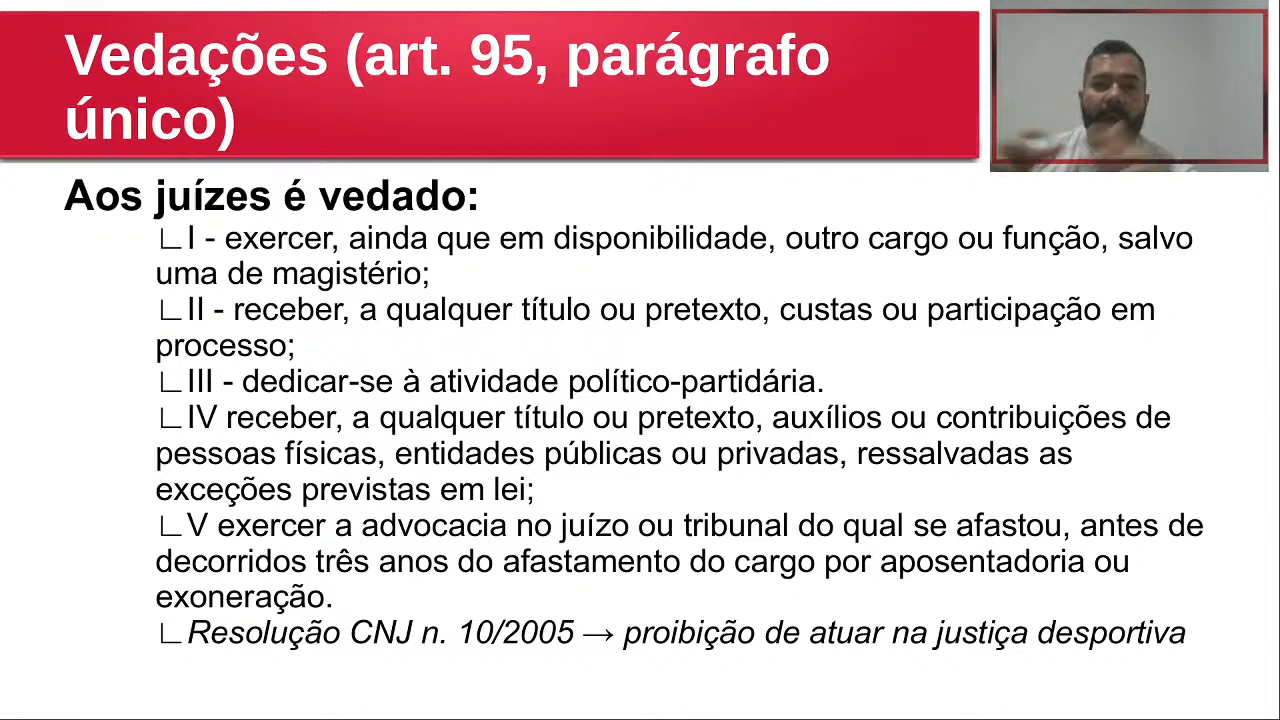 Vedações (art. 95, parágrafo
único)
Aos juízes é vedado:
∟I - exercer, ainda que em disponibilidade, outro cargo ou função, salvo
uma de magistério;
∟II - receber, a qualquer título ou pretexto, custas ou participação em
processo;
∟III - dedicar-se à atividade político-partidária.
∟IV receber, a qualquer título ou pretexto, auxílios ou contribuições de
pessoas físicas, entidades públicas ou privadas, ressalvadas as
exceções previstas em lei;
∟V exercer a advocacia no juízo ou tribunal do qual se afastou, antes de
decorridos três anos do afastamento do cargo por aposentadoria ou
exoneração.
∟Resolução CNJ n. 10/2005 → proibição de atuar na justiça desportiva